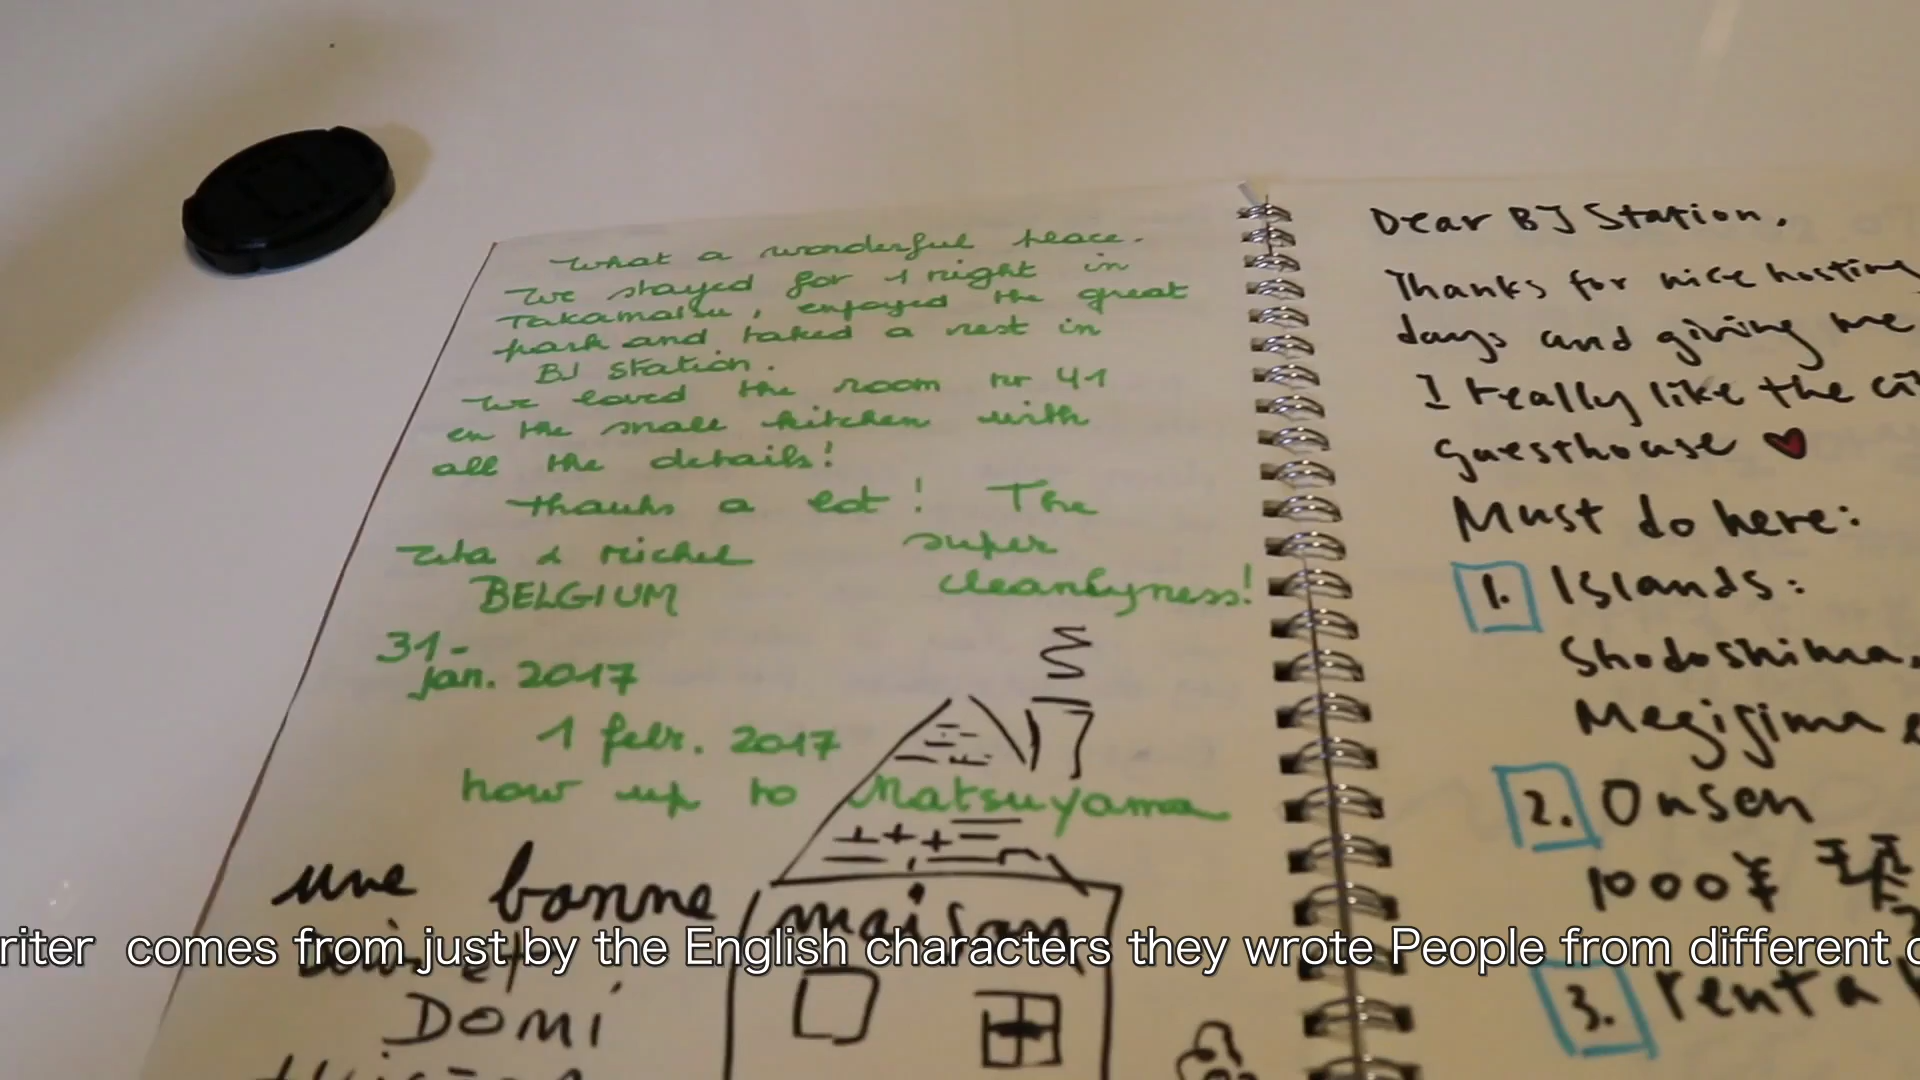 What a wonderful place.
We stayed for 1 night in
Takamatsu, enjoyed the great
park and taked a rest in
BJ station.
We loved the room nr 41
en the small kitchen with
all the details!
thanks a lot! The
super
cleanlyness!
& Michel
BELGIUM
31-
jan. 2017
1 febr. 2017
now up to Matsuyama
une bonne maison
DOMi
Dear BJ Station,
Thanks for nice hosting
days and giving me
I really like the
guesthouse ♥
Must do here:
1. Islands:
Shodoshima,
Megijima
2. Onsen
1000¥
3. rent a
comes from just by the English characters they wrote People from different